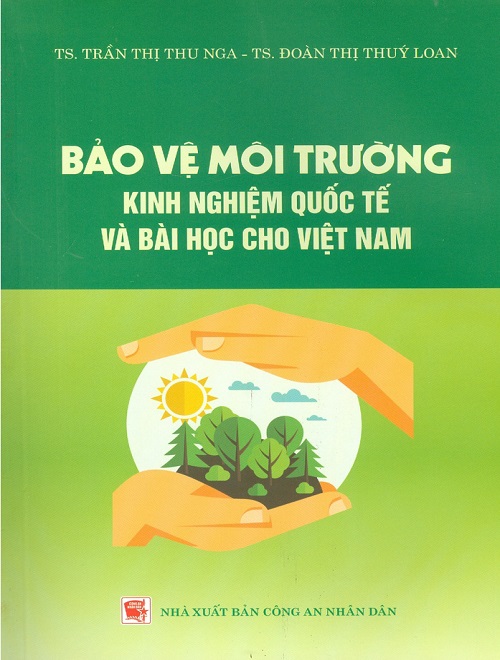 TS. TRẦN THỊ THU NGA - TS. ĐOÀN THỊ THUÝ LOAN
BẢO VỆ MÔI TRƯỜNG
KINH NGHIỆM QUỐC TẾ
VÀ BÀI HỌC CHO VIỆT NAM
NHÀ XUẤT BẢN CÔNG AN NHÂN DÂN